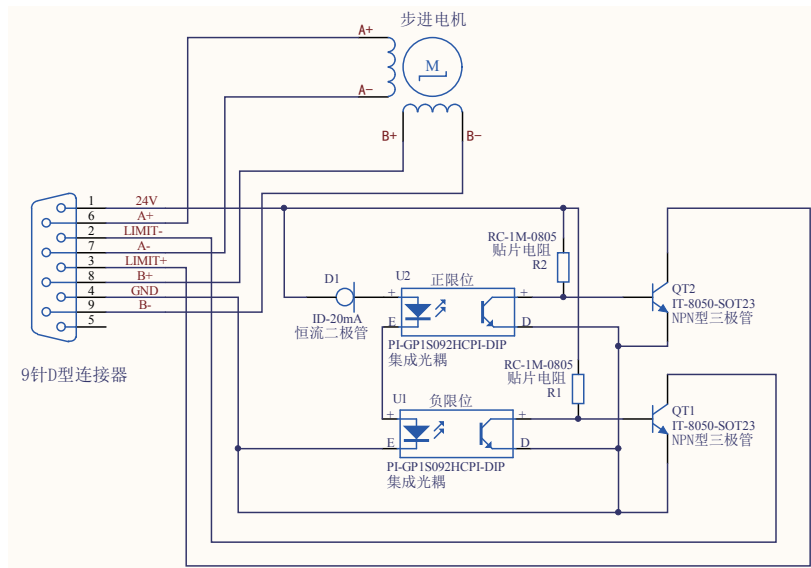 步进电机
A+
M
A-
B+
B-
1 24V
6 A+
2 LIMIT-
7 A-
3 LIMIT+
8 B+
4 GND
9 B-
5
9针D型连接器
D1
ID-20mA
恒流二极管
U2
正限位
+
E
+
D
PI-GP1S092HCPI-DIP
集成光耦
RC-1M-0805
贴片电阻
R2
QT2
IT-8050-SOT23
NPN型三极管
RC-1M-0805
贴片电阻
R1
U1
负限位
+
E
+
D
PI-GP1S092HCPI-DIP
集成光耦
QT1
IT-8050-SOT23
NPN型三极管